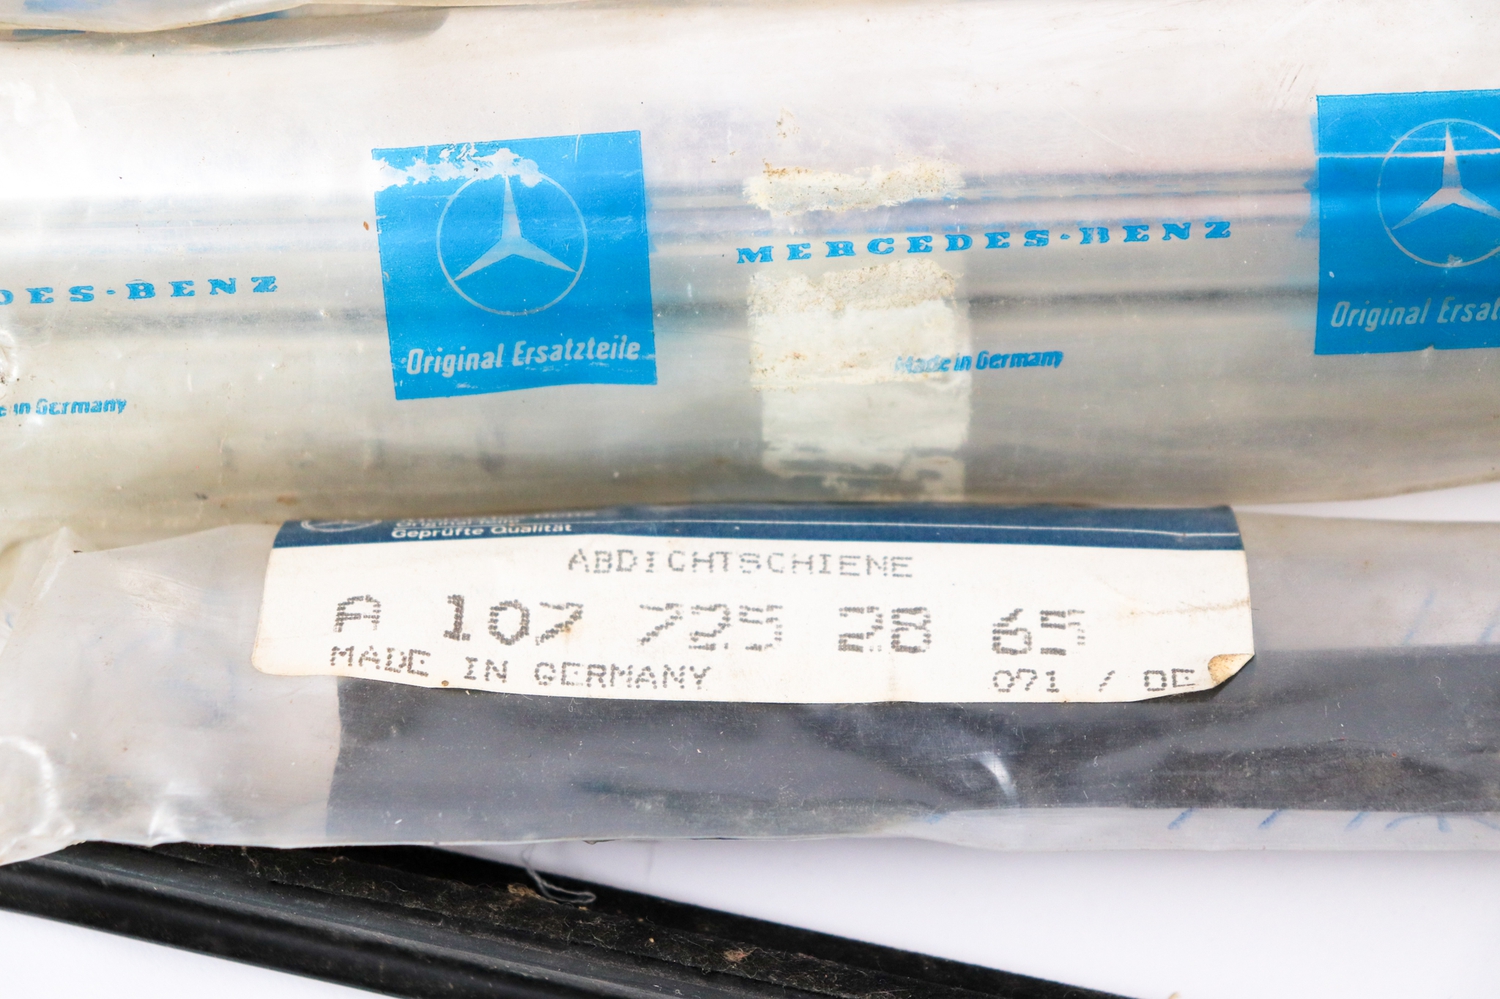 MERCEDES-BENZ
DES-BENZ
Original Ersatzteile
Original Ersat
Made in Germany
in Germany
Geprüfte Qualität
ABDICHTSCHIENE
A 107 725 28 65
MADE IN GERMANY 071 / DE